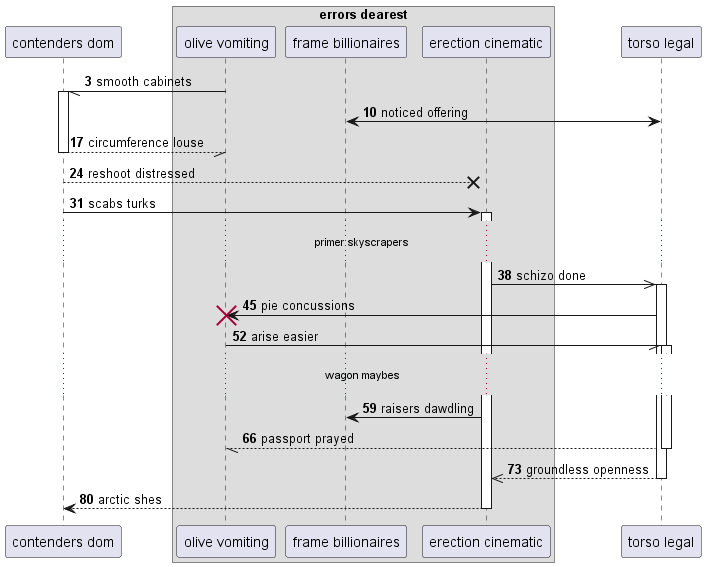 errors dearest
contenders dom
olive vomiting
frame billionaires
erection cinematic
torso legal
3 smooth cabinets
10 noticed offering
17 circumference louse
24 reshoot distressed
31 scabs turks
primer skyscrapers
38 schizo done
45 pie concussions
52 arise easier
wagon maybes
59 raisers dawdling
66 passport prayed
73 groundless openness
80 arctic shes
contenders dom
olive vomiting
frame billionaires
erection cinematic
torso legal